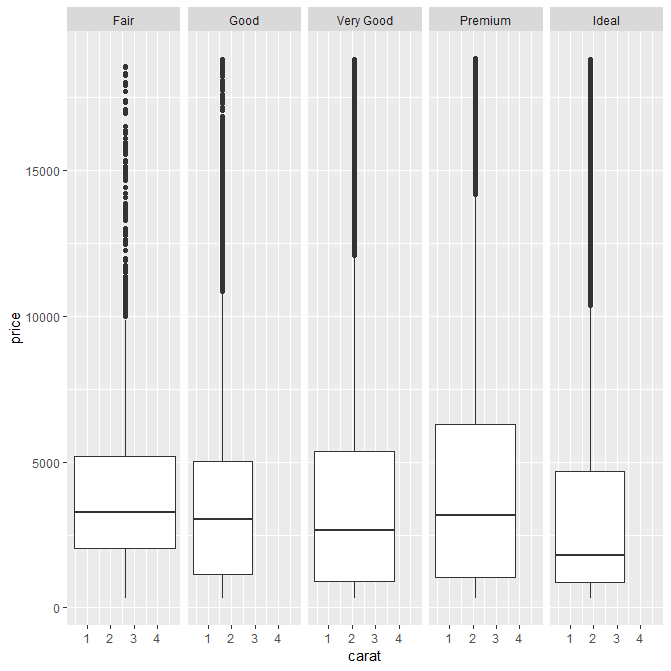 Fair Good Very Good Premium Ideal
15000
10000
5000
0
price
1 2 3 4 1 2 3 4 1 2 3 4 1 2 3 4 1 2 3 4
carat